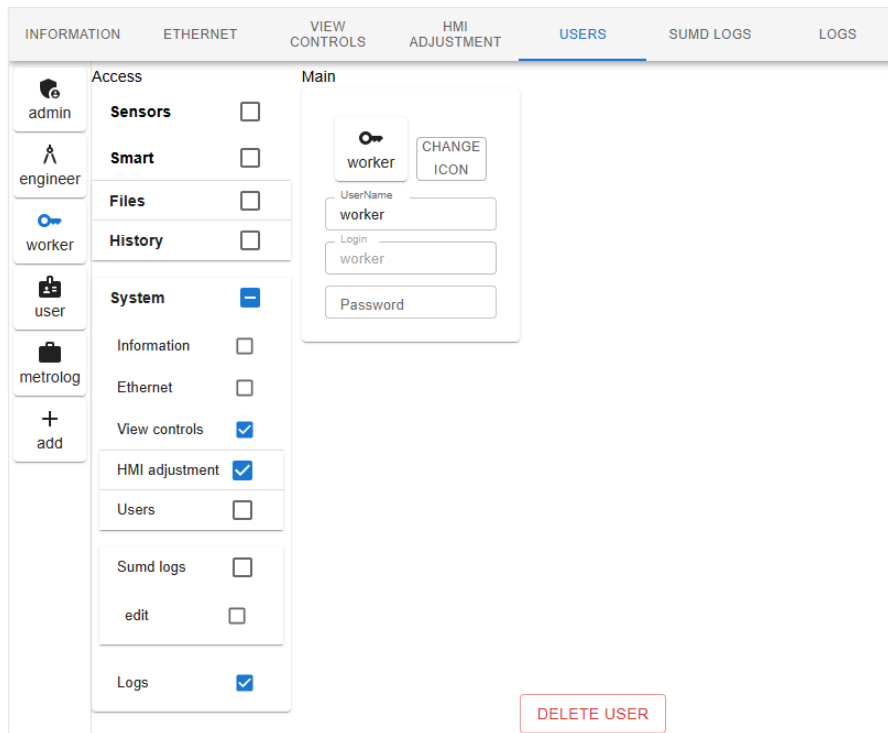 INFORMATION
ETHERNET
VIEW
CONTROLS
HMI
ADJUSTMENT
USERS
SUMD LOGS
LOGS
admin
engineer
worker
user
metrolog
add
Access
Sensors
Smart
Files
History
System
Information
Ethernet
View controls
HMI adjustment
Users
Sumd logs
edit
Logs
Main
worker
CHANGE
ICON
UserName
worker
Login
worker
Password
DELETE USER